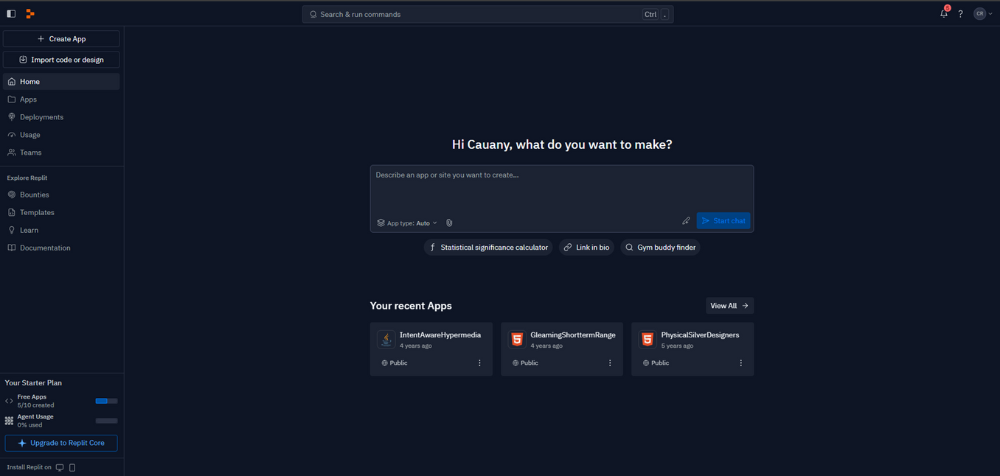 Search & run commands
Ctrl .
5
?
CR
Create App
Import code or design
Home
Apps
Deployments
Usage
Teams
Explore Replit
Bounties
Templates
Learn
Documentation
Hi Cauany, what do you want to make?
Describe an app or site you want to create...
App type: Auto
Start chat
Statistical significance calculator
Link in bio
Gym buddy finder
Your recent Apps
View All
IntentAwareHypermedia
4 years ago
Public
GleamingShorttermRange
4 years ago
Public
PhysicalSilverDesigners
5 years ago
Public
Your Starter Plan
Free Apps
5/10 created
Agent Usage
0% used
Upgrade to Replit Core
Install Replit on